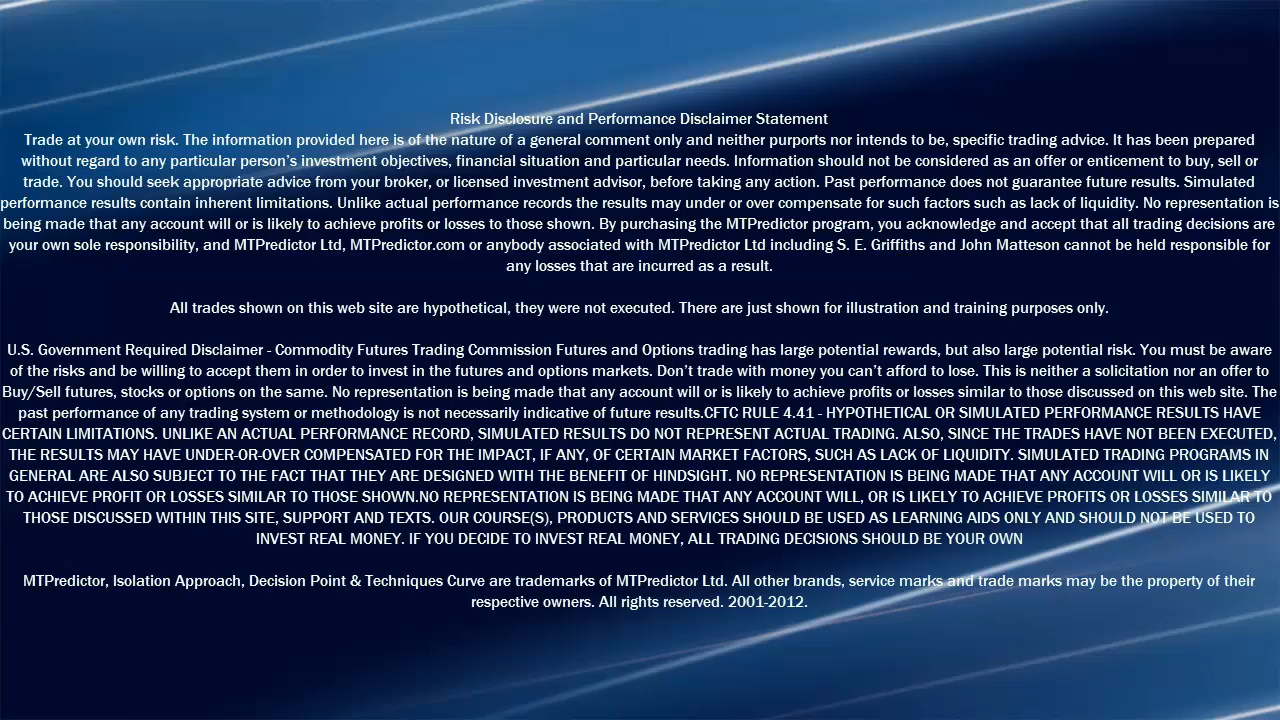 Risk Disclosure and Performance Disclaimer Statement
Trade at your own risk. The information provided here is of the nature of a general comment only and neither purports nor intends to be, specific trading advice. It has been prepared
without regard to any particular person's investment objectives, financial situation and particular needs. Information should not be considered as an offer or enticement to buy, sell or
trade. You should seek appropriate advice from your broker, or licensed investment advisor, before taking any action. Past performance does not guarantee future results. Simulated
performance results contain inherent limitations. Unlike actual performance records the results may under or over compensate for such factors such as lack of liquidity. No representation is
being made that any account will or is likely to achieve profits or losses to those shown. By purchasing the MTPredictor program, you acknowledge and accept that all trading decisions are
your own sole responsibility, and MTPredictor Ltd, MTPredictor.com or anybody associated with MTPredictor Ltd including S. E. Griffiths and John Matteson cannot be held responsible for
any losses that are incurred as a result.
All trades shown on this web site are hypothetical, they were not executed. There are just shown for illustration and training purposes only.
U.S. Government Required Disclaimer - Commodity Futures Trading Commission Futures and Options trading has large potential rewards, but also large potential risk. You must be aware
of the risks and be willing to accept them in order to invest in the futures and options markets. Don't trade with money you can't afford to lose. This is neither a solicitation nor an offer to
Buy/Sell futures, stocks or options on the same. No representation is being made that any account will or is likely to achieve profits or losses similar to those discussed on this web site. The
past performance of any trading system or methodology is not necessarily indicative of future results.CFTC RULE 4.41 - HYPOTHETICAL OR SIMULATED PERFORMANCE RESULTS HAVE
CERTAIN LIMITATIONS. UNLIKE AN ACTUAL PERFORMANCE RECORD, SIMULATED RESULTS DO NOT REPRESENT ACTUAL TRADING. ALSO, SINCE THE TRADES HAVE NOT BEEN EXECUTED,
THE RESULTS MAY HAVE UNDER-OR-OVER COMPENSATED FOR THE IMPACT, IF ANY, OF CERTAIN MARKET FACTORS, SUCH AS LACK OF LIQUIDITY. SIMULATED TRADING PROGRAMS IN
GENERAL ARE ALSO SUBJECT TO THE FACT THAT THEY ARE DESIGNED WITH THE BENEFIT OF HINDSIGHT. NO REPRESENTATION IS BEING MADE THAT ANY ACCOUNT WILL OR IS LIKELY
TO ACHIEVE PROFIT OR LOSSES SIMILAR TO THOSE SHOWN.NO REPRESENTATION IS BEING MADE THAT ANY ACCOUNT WILL, OR IS LIKELY TO ACHIEVE PROFITS OR LOSSES SIMILAR TO
THOSE DISCUSSED WITHIN THIS SITE, SUPPORT AND TEXTS. OUR COURSE(S), PRODUCTS AND SERVICES SHOULD BE USED AS LEARNING AIDS ONLY AND SHOULD NOT BE USED TO
INVEST REAL MONEY. IF YOU DECIDE TO INVEST REAL MONEY, ALL TRADING DECISIONS SHOULD BE YOUR OWN
MTPredictor, Isolation Approach, Decision Point & Techniques Curve are trademarks of MTPredictor Ltd. All other brands, service marks and trade marks may be the property of their
respective owners. All rights reserved. 2001-2012.